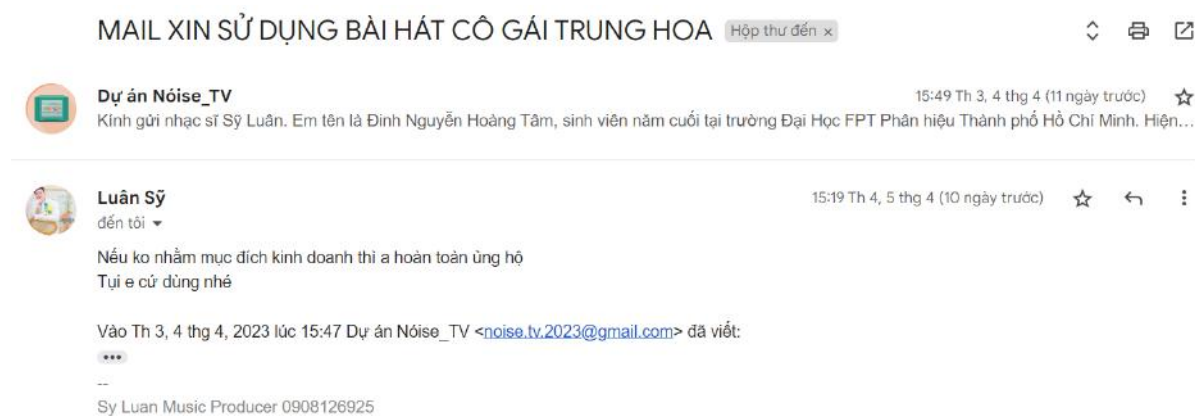 MAIL XIN SỬ DỤNG BÀI HÁT CÔ GÁI TRUNG HOA Hộp thư đến ×
Dự án Nóise_TV 15:49 Th 3, 4 thg 4 (11 ngày trước)
Kính gửi nhạc sĩ Sỹ Luân. Em tên là Đinh Nguyễn Hoàng Tâm, sinh viên năm cuối tại trường Đại Học FPT Phân hiệu Thành phố Hồ Chí Minh. Hiện...
Luân Sỹ 15:19 Th 4, 5 thg 4 (10 ngày trước)
đến tôi
Nếu ko nhằm mục đích kinh doanh thì a hoàn toàn ủng hộ
Tụi e cứ dùng nhé
Vào Th 3, 4 thg 4, 2023 lúc 15:47 Dự án Nóise_TV <noise.tv.2023@gmail.com> đã viết:
•••
--
Sy Luan Music Producer 0908126925